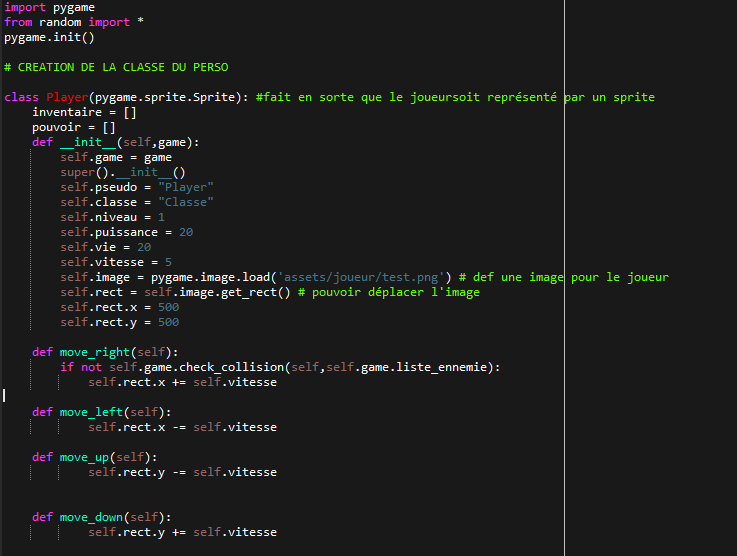 import pygame
from random import *
pygame.init()

# CREATION DE LA CLASSE DU PERSO

class Player(pygame.sprite.Sprite): #fait en sorte que le joueursoit représenté par un sprite
    inventaire = []
    pouvoir = []
    def __init__(self,game):
        self.game = game
        super().__init__()
        self.pseudo = "Player"
        self.classe = "Classe"
        self.niveau = 1
        self.puissance = 20
        self.vie = 20
        self.vitesse = 5
        self.image = pygame.image.load('assets/joueur/test.png') # def une image pour le joueur
        self.rect = self.image.get_rect() # pouvoir déplacer l'image
        self.rect.x = 500
        self.rect.y = 500

    def move_right(self):
        if not self.game.check_collision(self,self.game.liste_ennemie):
            self.rect.x += self.vitesse

    def move_left(self):
            self.rect.x -= self.vitesse

    def move_up(self):
            self.rect.y -= self.vitesse


    def move_down(self):
            self.rect.y += self.vitesse